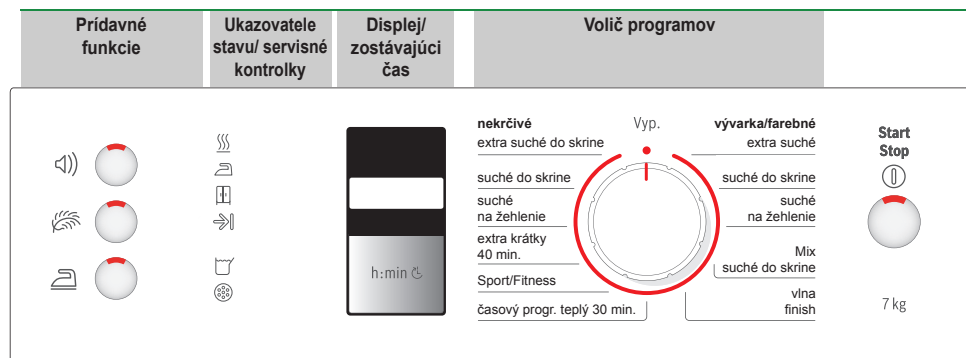 Prídavné
funkcie
Ukazovatele
stavu/ servisné
kontrolky
Displej/
zostávajúci
čas
Volič programov
h:min
nekrčivé
extra suché do skrine
suché do skrine
suché
na žehlenie
extra krátky
40 min.
Sport/Fitness
časový progr. teplý 30 min.
Vyp.
vývarka/farebné
extra suché
suché do skrine
suché
na žehlenie
Mix
suché do skrine
vlna
finish
Start
Stop
7 kg